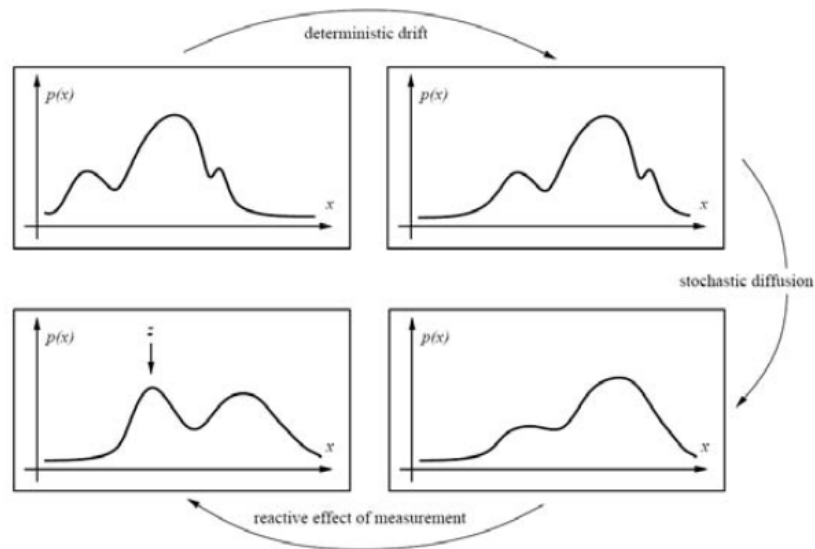 deterministic drift
p(x)
x
p(x)
x
stochastic diffusion
z
p(x)
x
p(x)
x
reactive effect of measurement